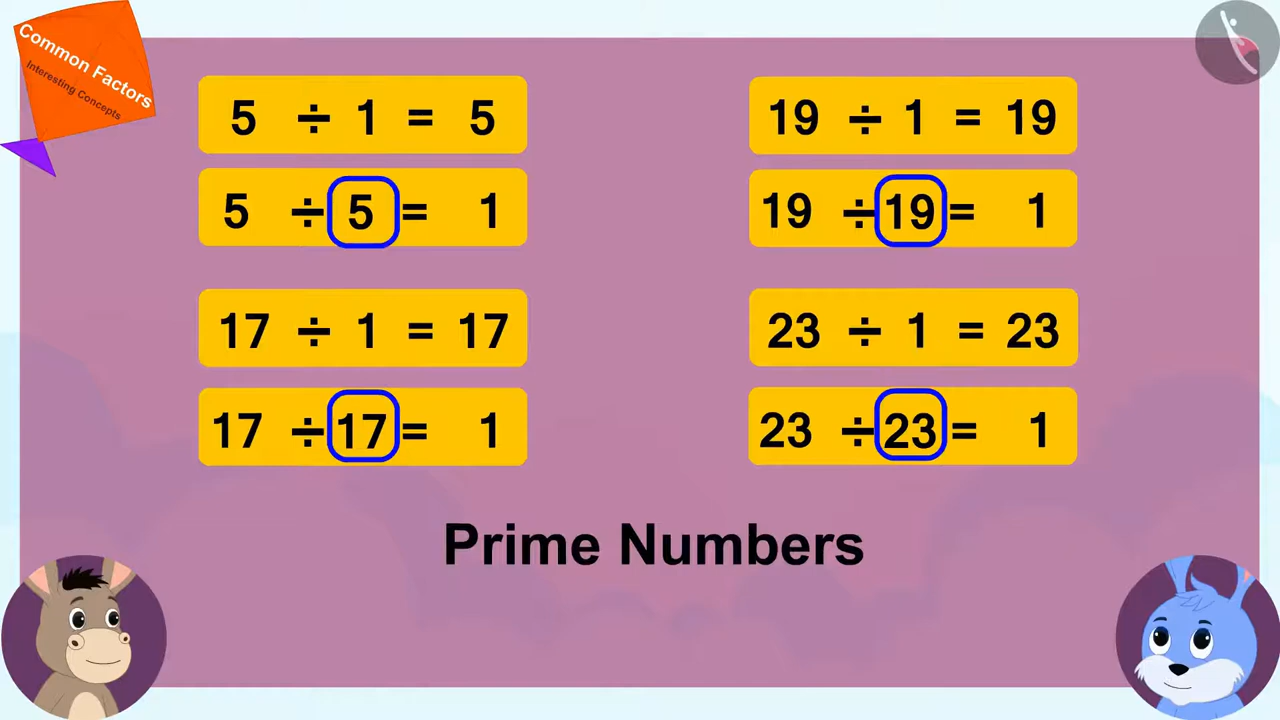 Common Factors
Interesting Concepts
5 ÷ 1 = 5
5 ÷ 5 = 1
17 ÷ 1 = 17
17 ÷ 17 = 1
19 ÷ 1 = 19
19 ÷ 19 = 1
23 ÷ 1 = 23
23 ÷ 23 = 1
Prime Numbers